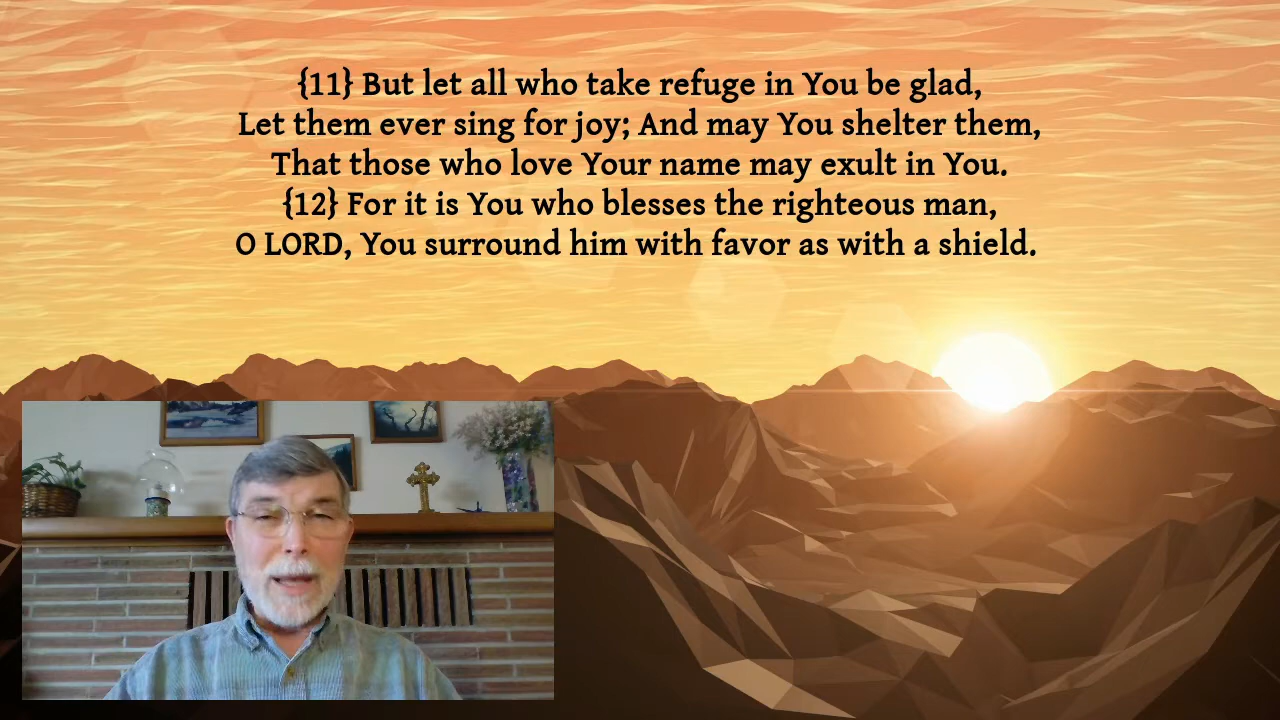 {11} But let all who take refuge in You be glad,
Let them ever sing for joy; And may You shelter them,
That those who love Your name may exult in You.
{12} For it is You who blesses the righteous man,
O LORD, You surround him with favor as with a shield.